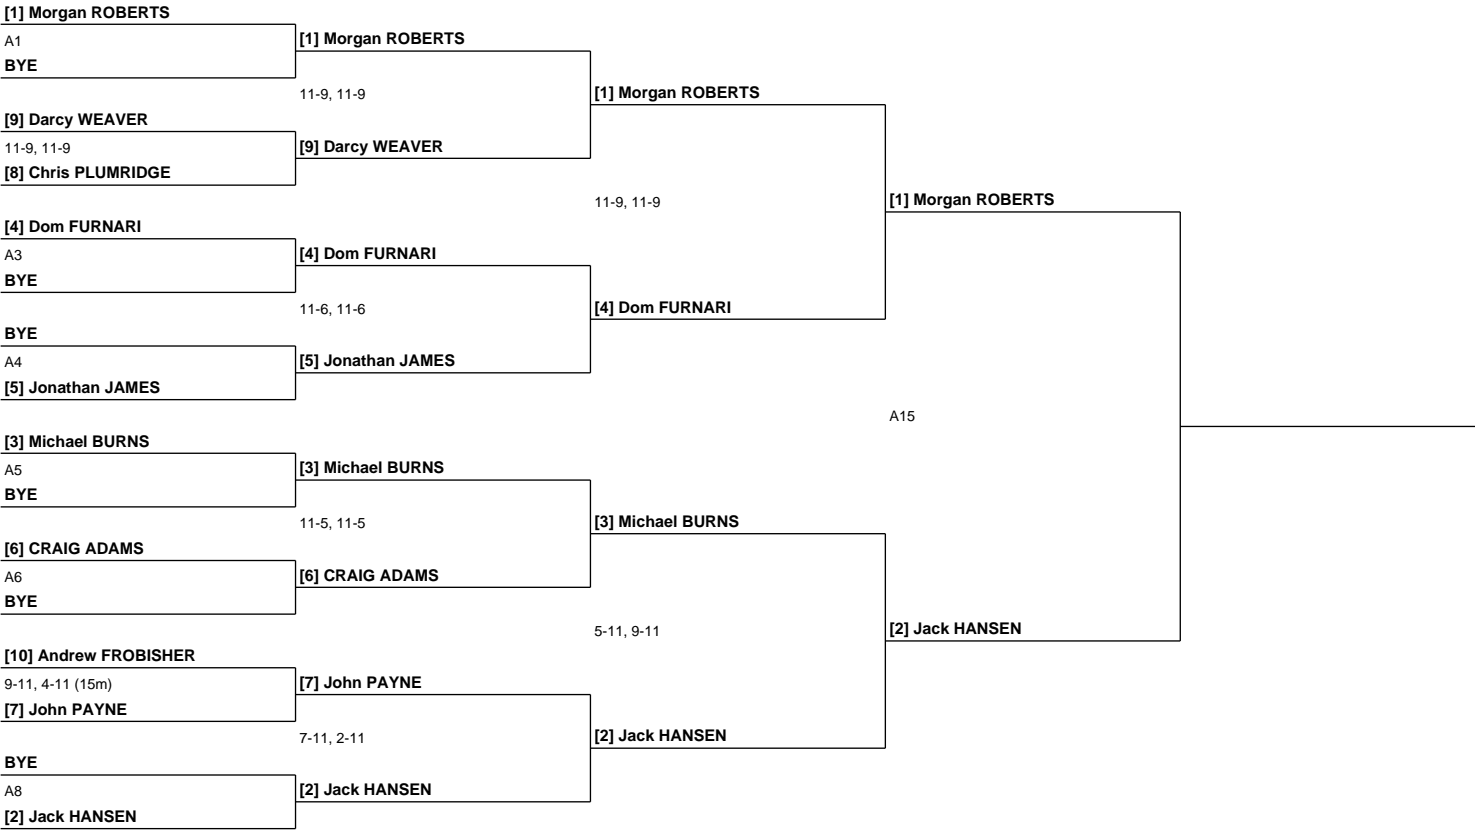 [1] Morgan ROBERTS
A1
BYE
[9] Darcy WEAVER
11-9, 11-9
[8] Chris PLUMRIDGE
[4] Dom FURNARI
A3
BYE
BYE
A4
[5] Jonathan JAMES
[3] Michael BURNS
A5
BYE
[6] CRAIG ADAMS
A6
BYE
[10] Andrew FROBISHER
9-11, 4-11 (15m)
[7] John PAYNE
BYE
A8
[2] Jack HANSEN
[1] Morgan ROBERTS
11-9, 11-9
[9] Darcy WEAVER
[4] Dom FURNARI
11-6, 11-6
[5] Jonathan JAMES
[3] Michael BURNS
11-5, 11-5
[6] CRAIG ADAMS
[7] John PAYNE
7-11, 2-11
[2] Jack HANSEN
[1] Morgan ROBERTS
11-9, 11-9
[4] Dom FURNARI
[3] Michael BURNS
5-11, 9-11
[2] Jack HANSEN
[1] Morgan ROBERTS
A15
[2] Jack HANSEN